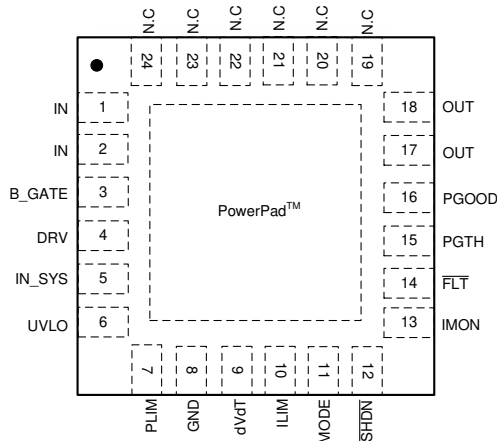 N.C N.C N.C N.C N.C N.C
24 23 22 21 20 19
IN 1 18 OUT
IN 2 17 OUT
B_GATE 3 16 PGOOD
PowerPad™
DRV 4 15 PGTH
IN_SYS 5 14 FLT
UVLO 6 13 IMON
7 8 9 10 11 12
PLIM GND dVdT ILIM MODE SHDN